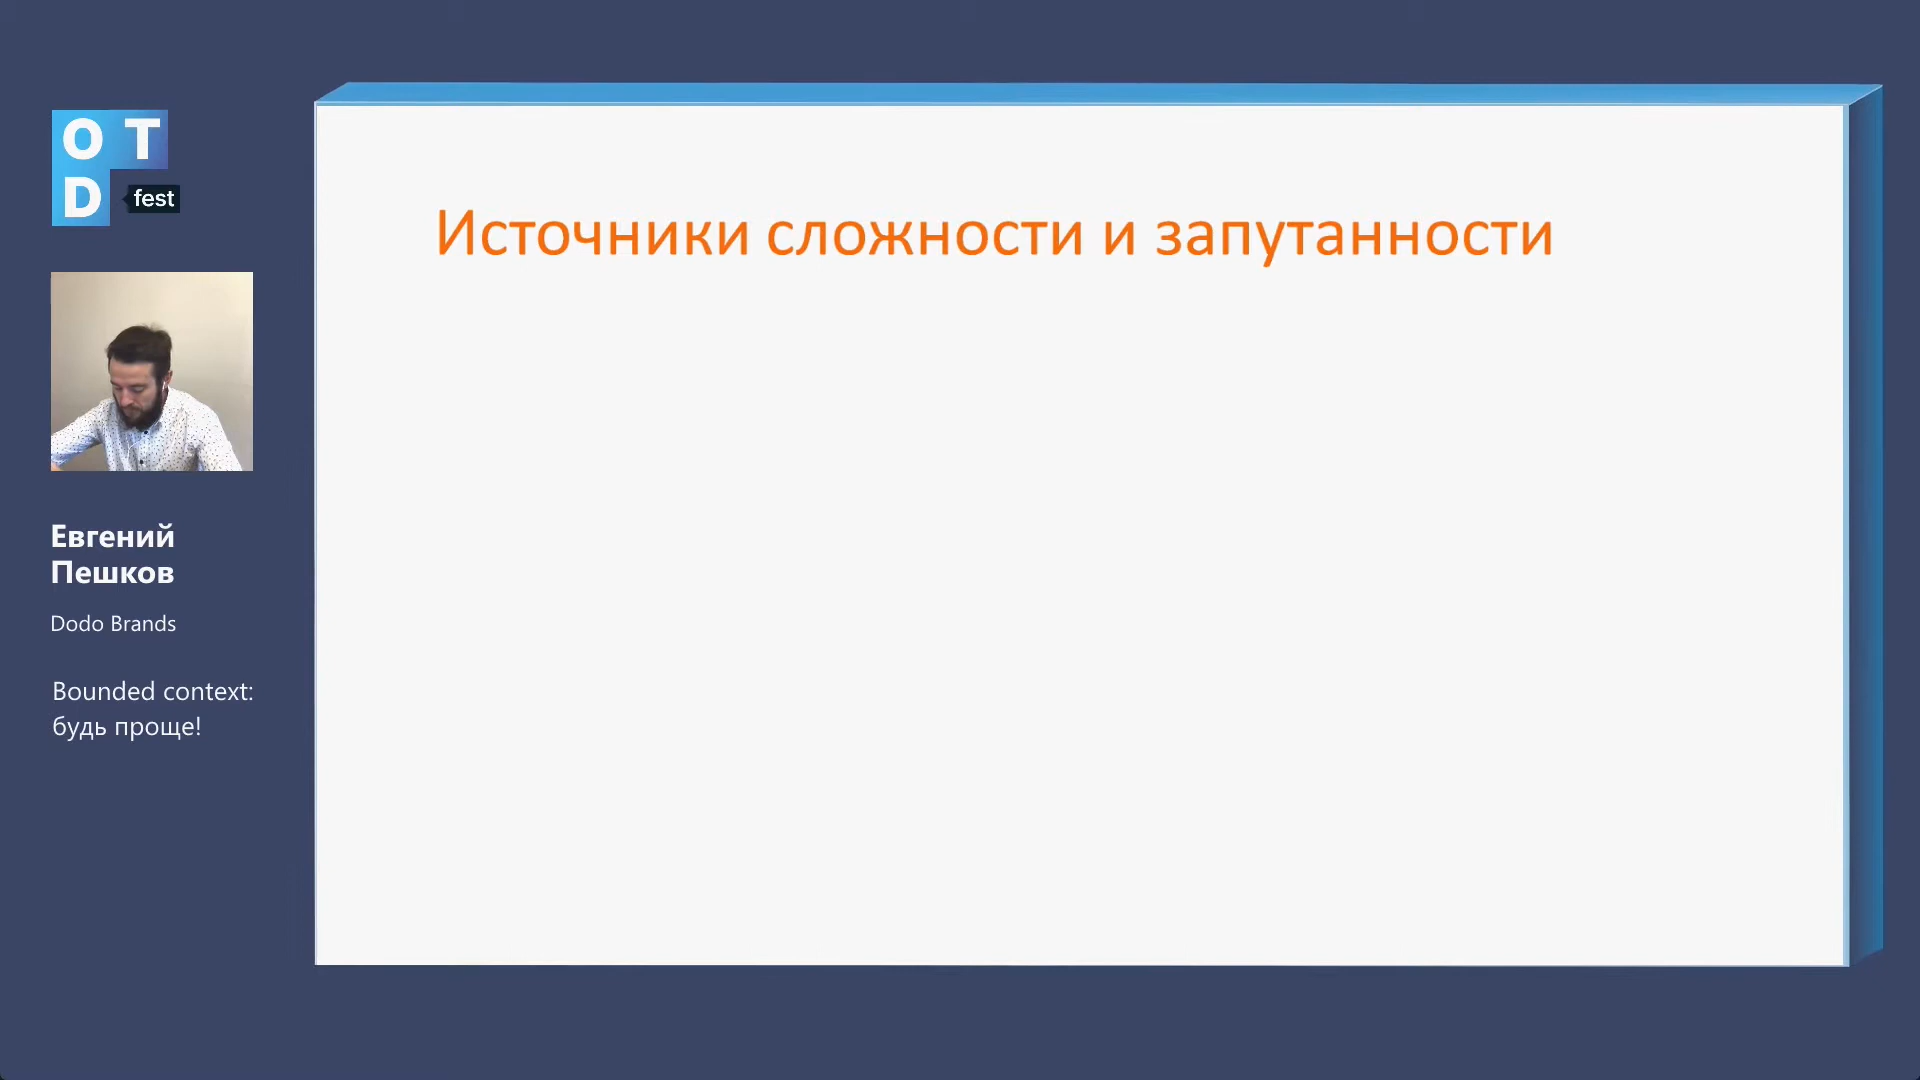 O T
D fest
Евгений
Пешков
Dodo Brands
Bounded context:
будь проще!
Источники сложности и запутанности